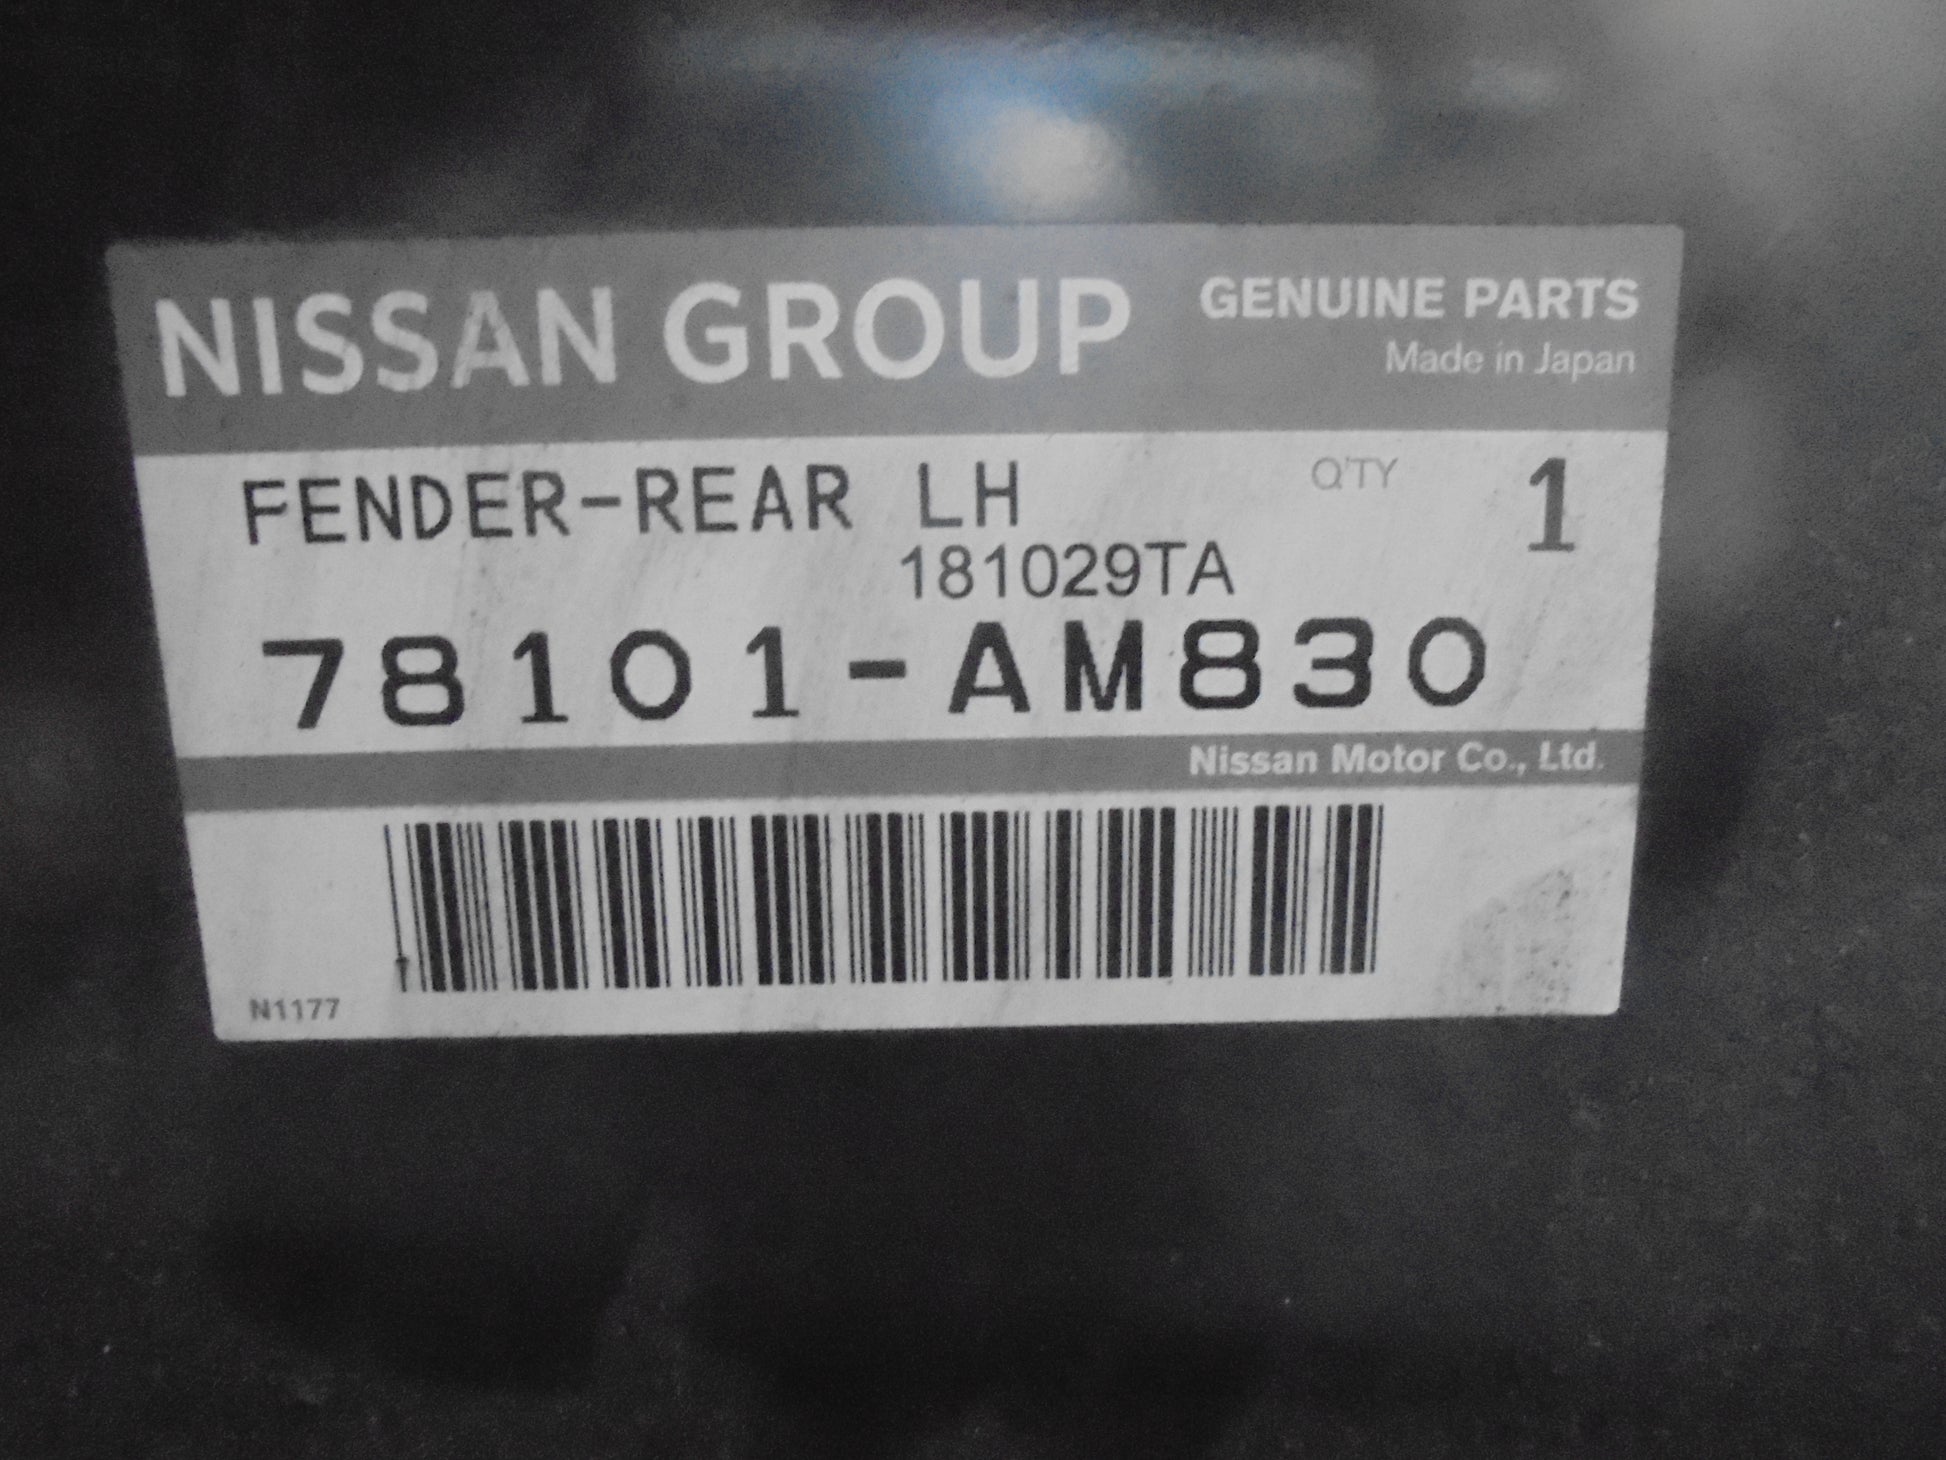 NISSAN GROUP GENUINE PARTS
Made in Japan
FENDER-REAR LH Q'TY 1
181029TA
78101-AM830
Nissan Motor Co., Ltd.
N1177